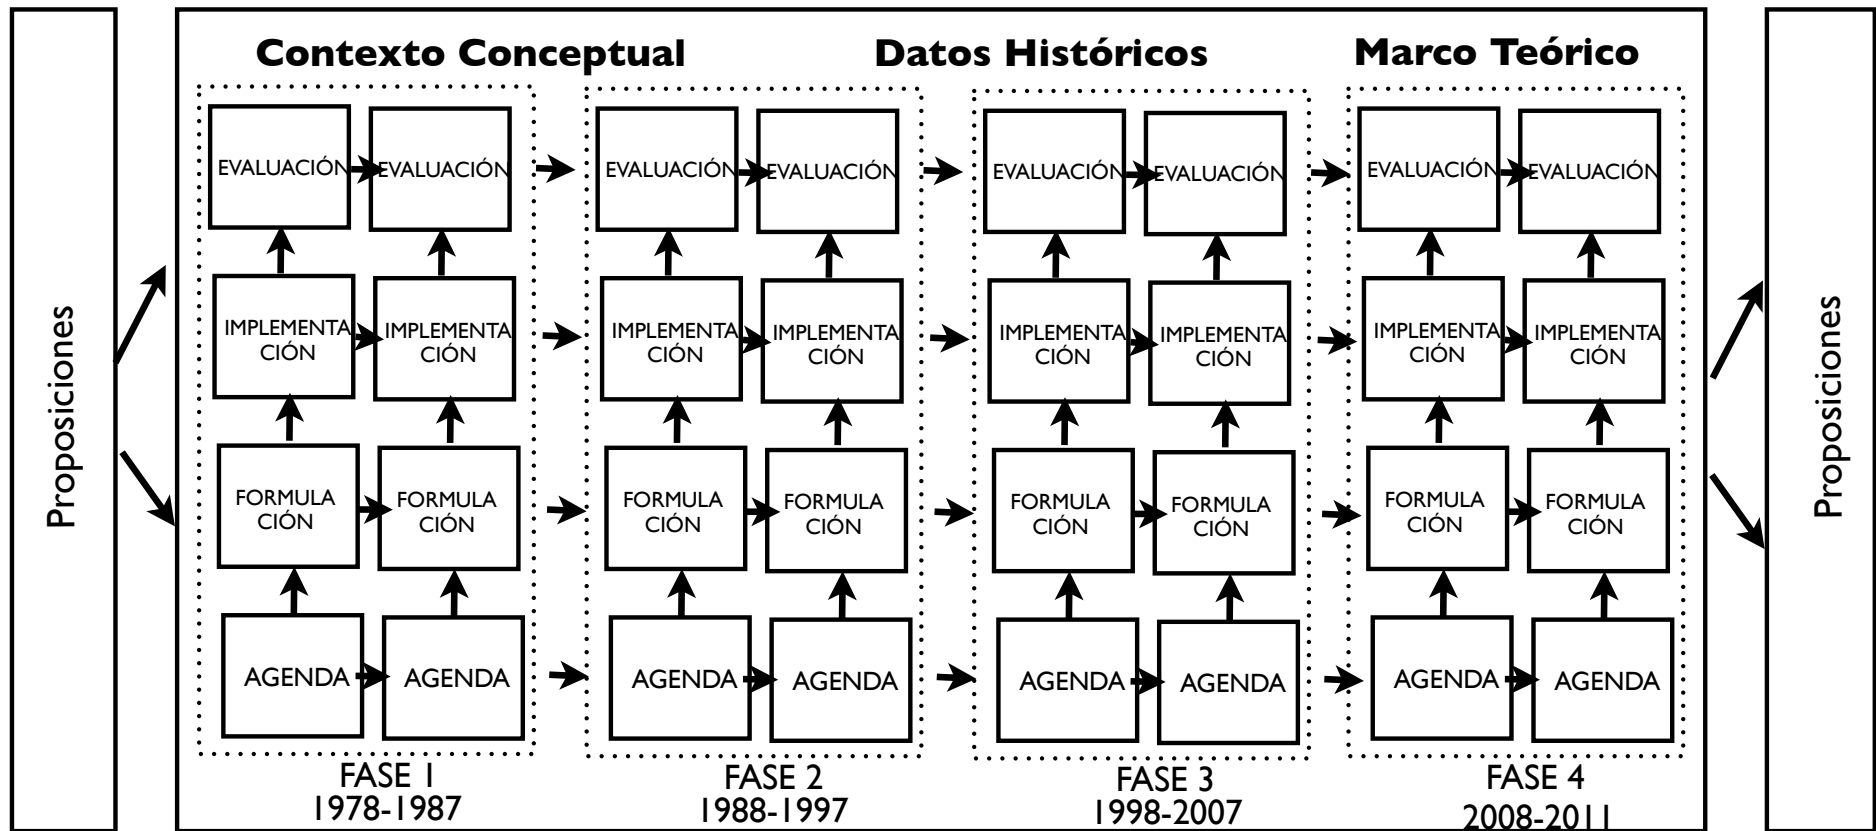 Proposiciones
Contexto Conceptual Datos Históricos Marco Teórico
EVALUACIÓN EVALUACIÓN EVALUACIÓN EVALUACIÓN EVALUACIÓN EVALUACIÓN EVALUACIÓN EVALUACIÓN
IMPLEMENTA IMPLEMENTA IMPLEMENTA IMPLEMENTA IMPLEMENTA IMPLEMENTA IMPLEMENTA IMPLEMENTA
CIÓN CIÓN CIÓN CIÓN CIÓN CIÓN CIÓN CIÓN
FORMULA FORMULA FORMULA FORMULA FORMULA FORMULA FORMULA FORMULA
CIÓN CIÓN CIÓN CIÓN CIÓN CIÓN CIÓN CIÓN
AGENDA AGENDA AGENDA AGENDA AGENDA AGENDA AGENDA AGENDA
FASE 1 FASE 2 FASE 3 FASE 4
1978-1987 1988-1997 1998-2007 2008-2011
Proposiciones